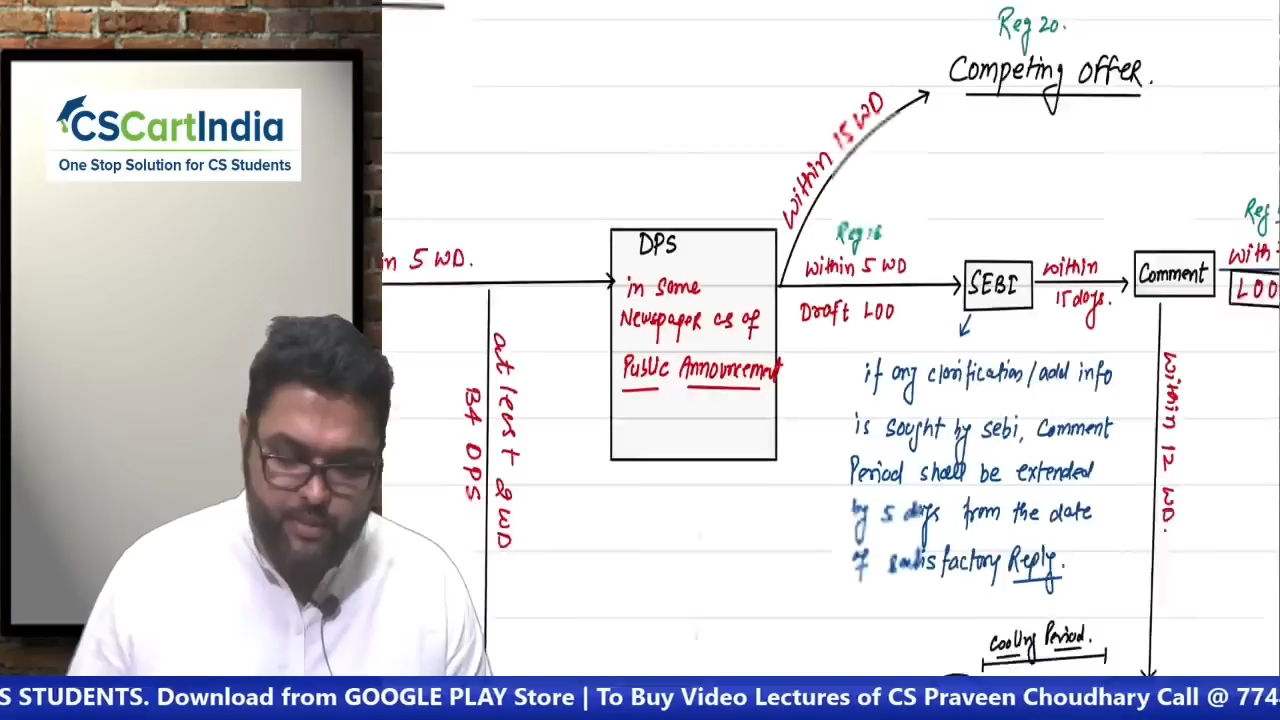 Reg 20.
Competing offer.
CSCartIndia
One Stop Solution for CS Students
within 15 WD
in 5 WD.
DPS
in some
Newspaper as of
Public Announcement
Reg 16
within 5 WD
Draft LOO
SEBI
within
15 days.
Comment
Reg
With
LOO
if any clarification/add info
is sought by sebi, comment
Period shall be extended
by 5 days from the date
of satisfactory Reply.
at least 2 WD
B4 DPS
within 12 WD.
cooling Period.
S STUDENTS. Download from GOOGLE PLAY Store | To Buy Video Lectures of CS Praveen Choudhary Call @ 774